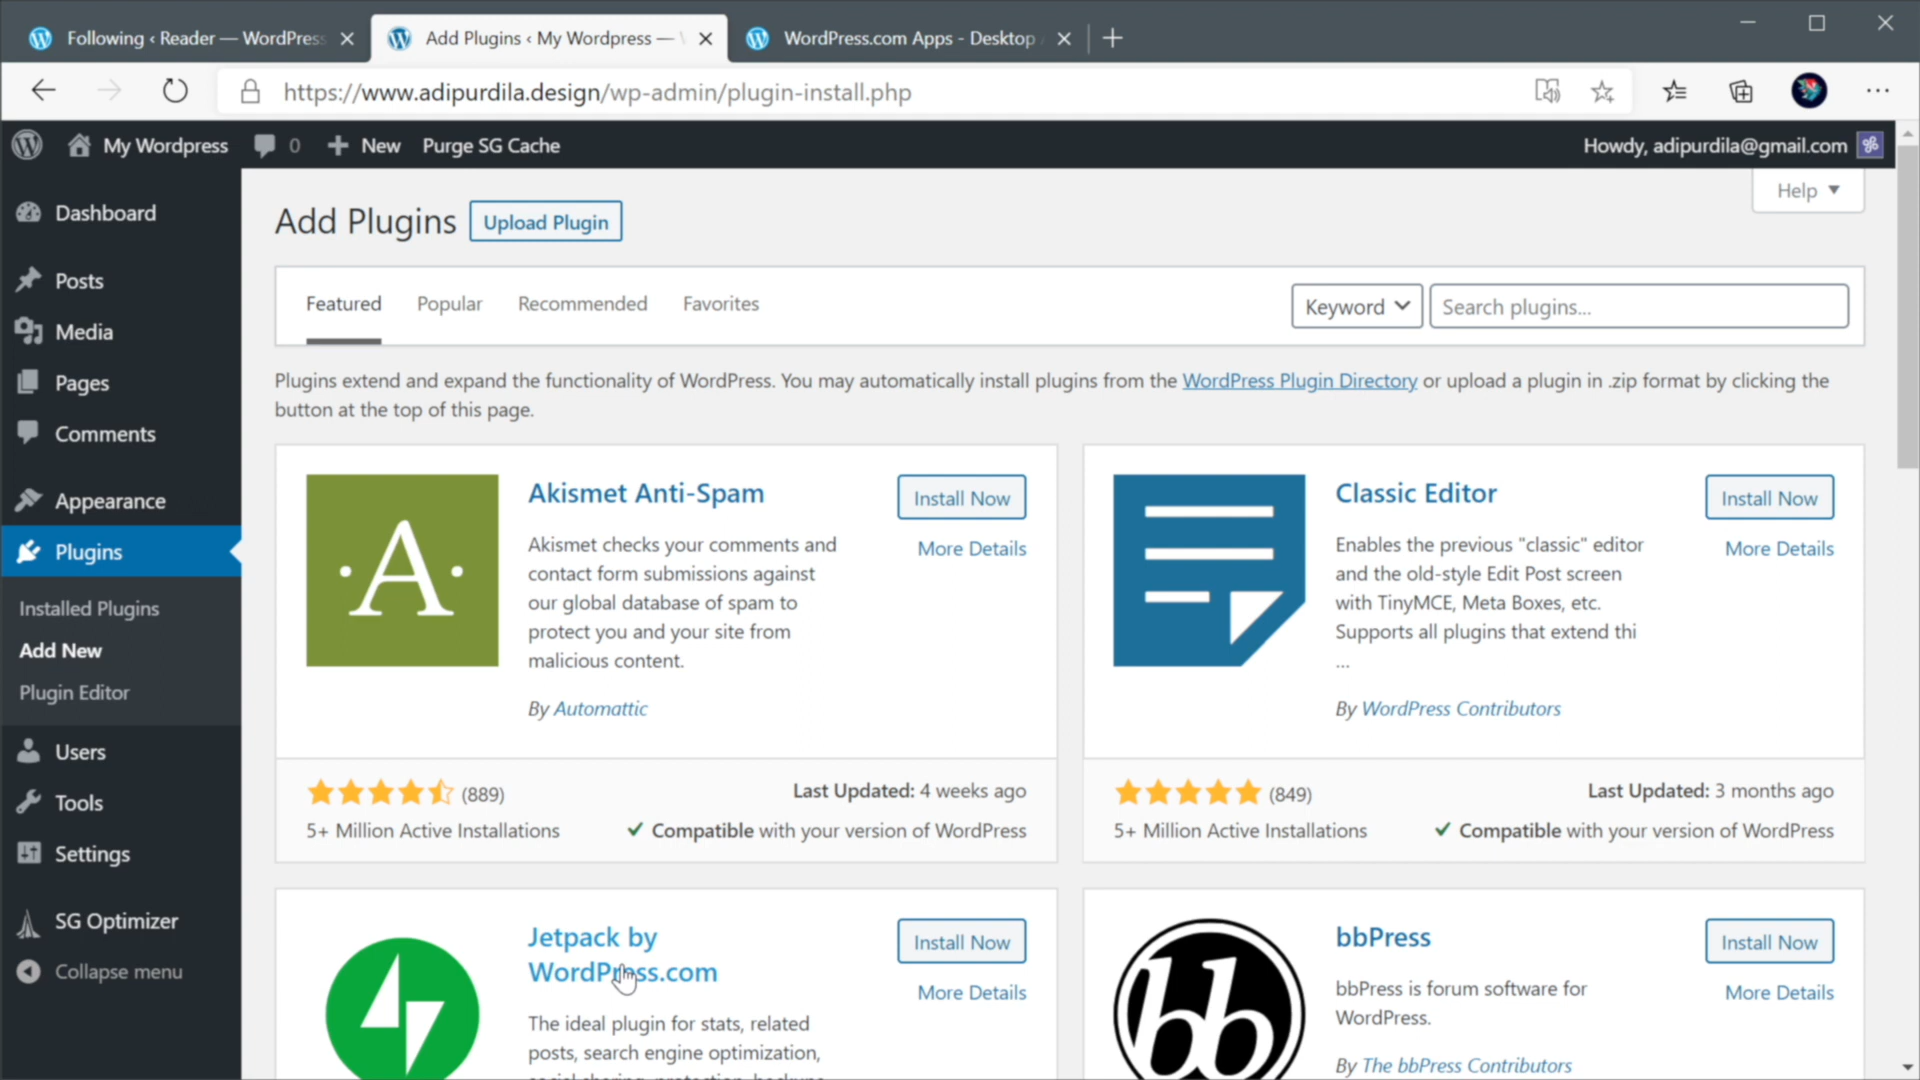 Following ‹ Reader — WordPress
Add Plugins ‹ My Wordpress —
WordPress.com Apps - Desktop
https://www.adipurdila.design/wp-admin/plugin-install.php
My Wordpress
0
New
Purge SG Cache
Howdy, adipurdila@gmail.com
Dashboard
Posts
Media
Pages
Comments
Appearance
Plugins
Installed Plugins
Add New
Plugin Editor
Users
Tools
Settings
SG Optimizer
Collapse menu
Help
Add Plugins
Upload Plugin
Featured
Popular
Recommended
Favorites
Keyword
Search plugins...
Plugins extend and expand the functionality of WordPress. You may automatically install plugins from the WordPress Plugin Directory or upload a plugin in .zip format by clicking the
button at the top of this page.
A
Akismet Anti-Spam
Install Now
More Details
Akismet checks your comments and
contact form submissions against
our global database of spam to
protect you and your site from
malicious content.
By Automattic
(889)
Last Updated: 4 weeks ago
5+ Million Active Installations
Compatible with your version of WordPress
Classic Editor
Install Now
More Details
Enables the previous "classic" editor
and the old-style Edit Post screen
with TinyMCE, Meta Boxes, etc.
Supports all plugins that extend thi
...
By WordPress Contributors
(849)
Last Updated: 3 months ago
5+ Million Active Installations
Compatible with your version of WordPress
Jetpack by
WordPress.com
Install Now
More Details
The ideal plugin for stats, related
posts, search engine optimization,
bb
bbPress
Install Now
More Details
bbPress is forum software for
WordPress.
By The bbPress Contributors